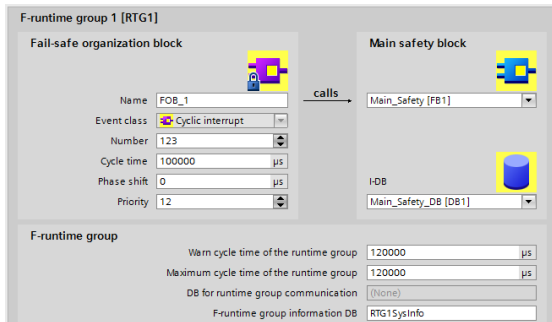 F-runtime group 1 [RTG1]
Fail-safe organization block
Main safety block
calls
Name FOB_1
Main_Safety [FB1]
Event class Cyclic interrupt
Number 123
Cycle time 100000 µs
Phase shift 0 µs
I-DB
Priority 12
Main_Safety_DB [DB1]
F-runtime group
Warn cycle time of the runtime group 120000 µs
Maximum cycle time of the runtime group 120000 µs
DB for runtime group communication (None)
F-runtime group information DB RTG1SysInfo